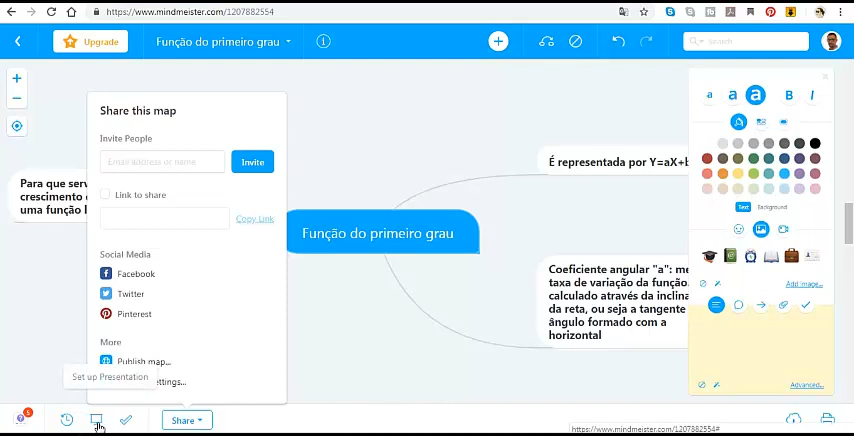 https://www.mindmeister.com/1207882554
Upgrade
Função do primeiro grau
Search
Share this map
Invite People
Email address or name
Invite
Link to share
Copy Link
Social Media
Facebook
Twitter
Pinterest
More
Publish map...
ettings...
Set up Presentation
Share
Para que serv
crescimento
uma função
Função do primeiro grau
É representada por Y=aX+b
Coeficiente angular "a": me
taxa de variação da função.
calculado através da inclina
da reta, ou seja a tangente
ângulo formado com a
horizontal
a a a B I
Text Background
Add image...
Advanced...
6
https://www.mindmeister.com/1207882554#